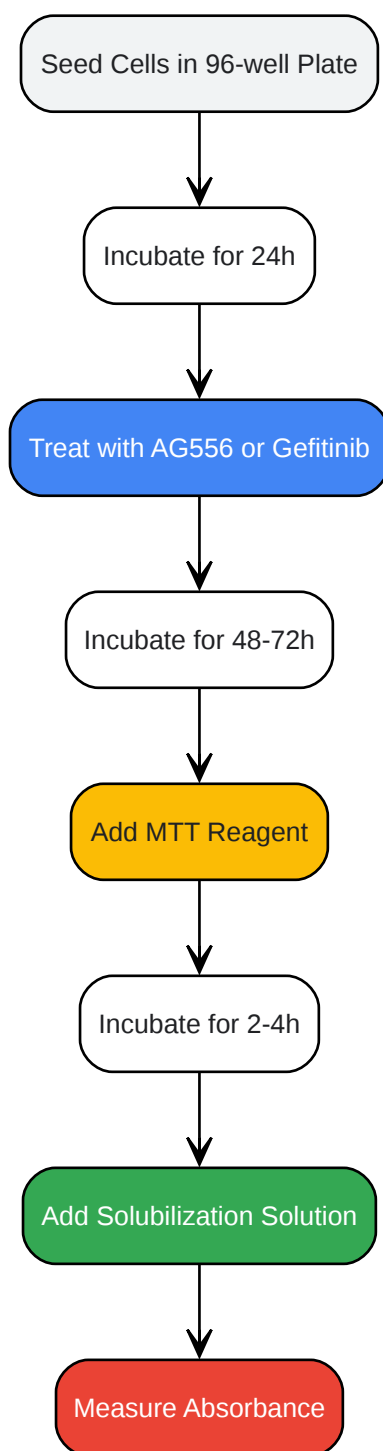 Seed Cells in 96-well Plate
Incubate for 24h
Treat with AG556 or Gefitinib
Incubate for 48-72h
Add MTT Reagent
Incubate for 2-4h
Add Solubilization Solution
Measure Absorbance